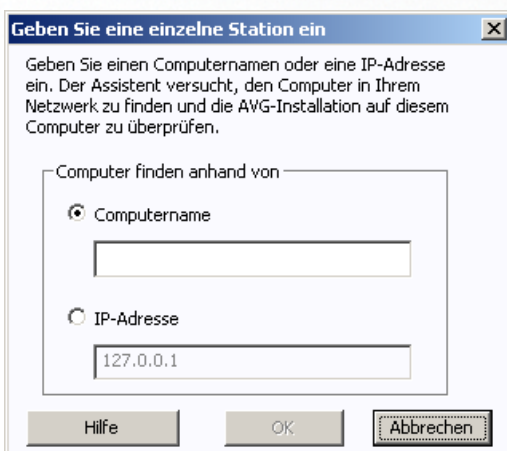 Geben Sie eine einzelne Station ein
Geben Sie einen Computernamen oder eine IP-Adresse
ein. Der Assistent versucht, den Computer in Ihrem
Netzwerk zu finden und die AVG-Installation auf diesem
Computer zu überprüfen.
Computer finden anhand von
Computername
IP-Adresse
127.0.0.1
Hilfe
OK
Abbrechen